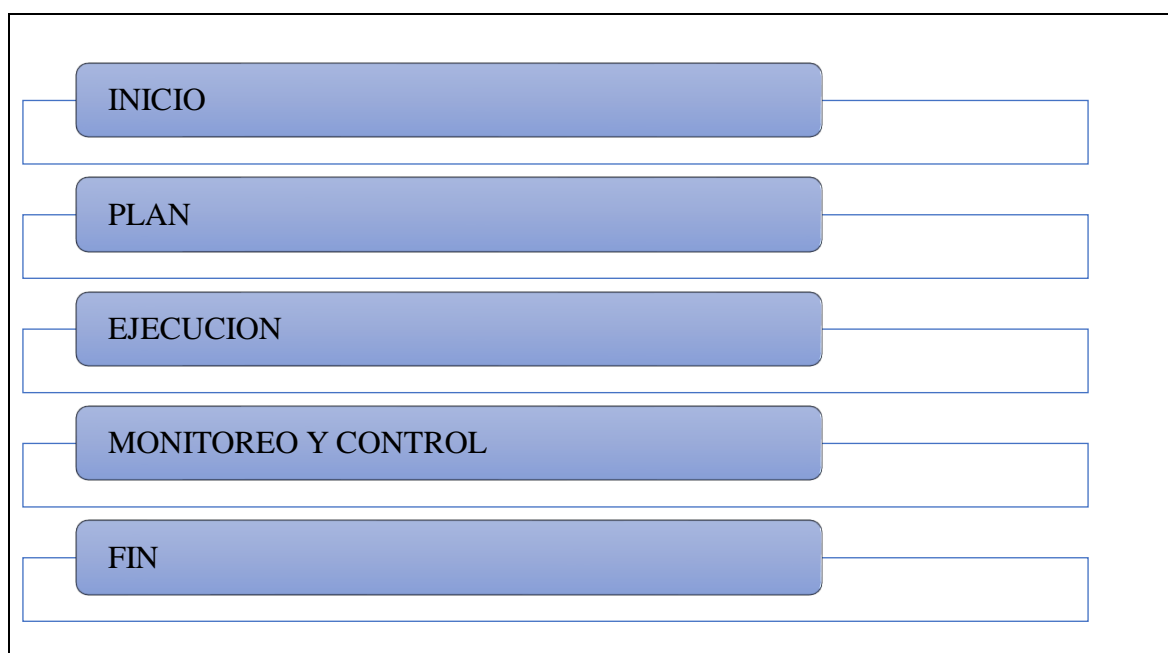 INICIO
PLAN
EJECUCION
MONITOREO Y CONTROL
FIN